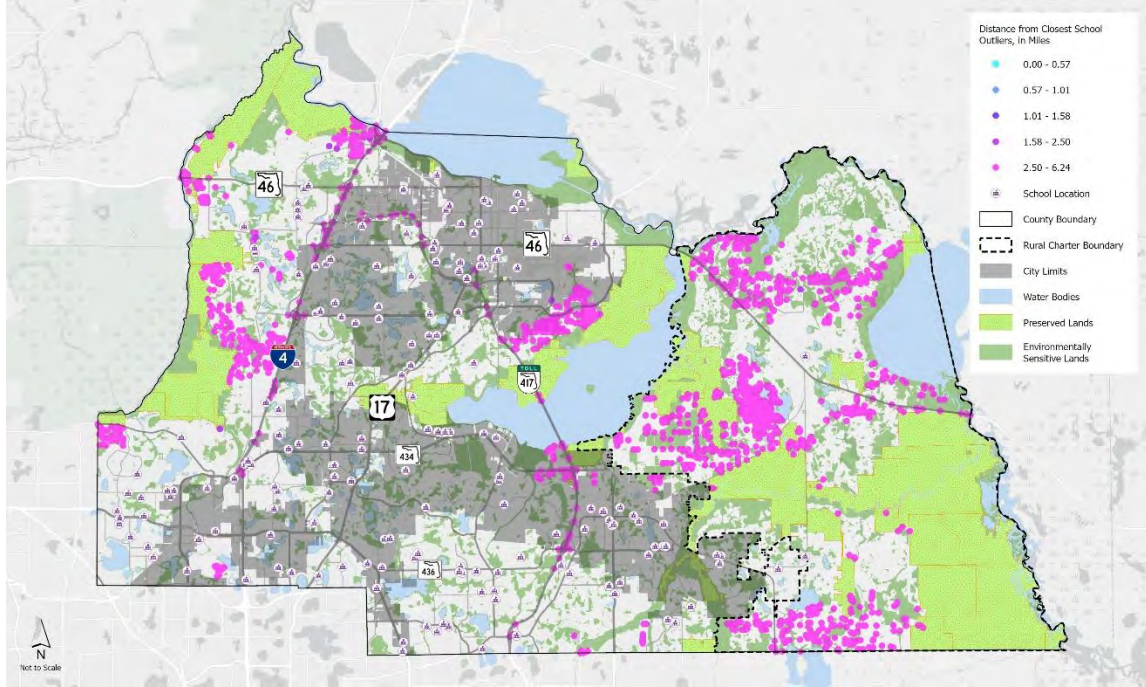 Distance from Closest School
Outliers, in Miles
0.00 - 0.57
0.57 - 1.01
1.01 - 1.58
1.58 - 2.50
2.50 - 6.24
School Location
County Boundary
Rural Charter Boundary
City Limits
Water Bodies
Preserved Lands
Environmentally
Sensitive Lands
46
46
4
TOLL
417
17
434
436
N
Not to Scale